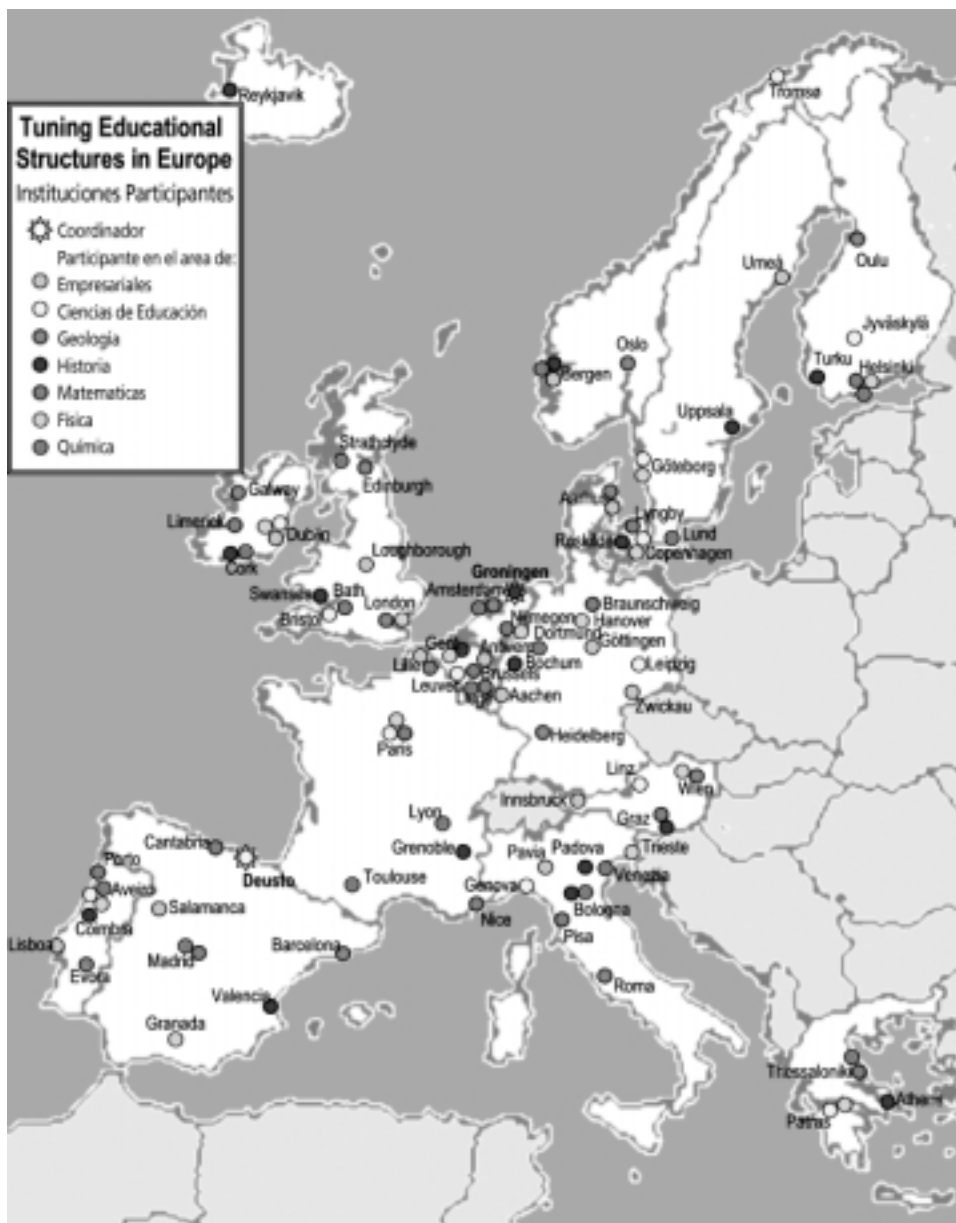 Reykjavik
Tromsø
Tuning Educational
Structures in Europe
Instituciones Participantes
Coordinador
Participante en el area de:
Empresariales
Ciencias de Educación
Geología
Historia
Matematicas
Física
Química
Umeå
Oulu
Jyväskylä
Oslo
Turku
Helsinki
Bergen
Uppsala
Strathclyde
Göteborg
Galway
Edinburgh
Aarhus
Lyngby
Limerick
Dublin
Roskilde
Lund
Copenhagen
Cork
Loughborough
Groningen
Swansea
Bath
London
Amsterdam
Braunschweig
Bristol
Nijmegen
Hanover
Dortmund
Göttingen
Gent
Antwerp
Lille
Brussels
Bochum
Leipzig
Leuven
Aachen
Zwickau
Paris
Heidelberg
Linz
Wien
Innsbruck
Lyon
Graz
Cantabria
Grenoble
Pavia
Padova
Trieste
Porto
Deusto
Toulouse
Genova
Venezia
Aveiro
Salamanca
Nice
Bologna
Coimbra
Pisa
Lisboa
Madrid
Barcelona
Evora
Roma
Valencia
Granada
Thessaloniki
Athens
Patras